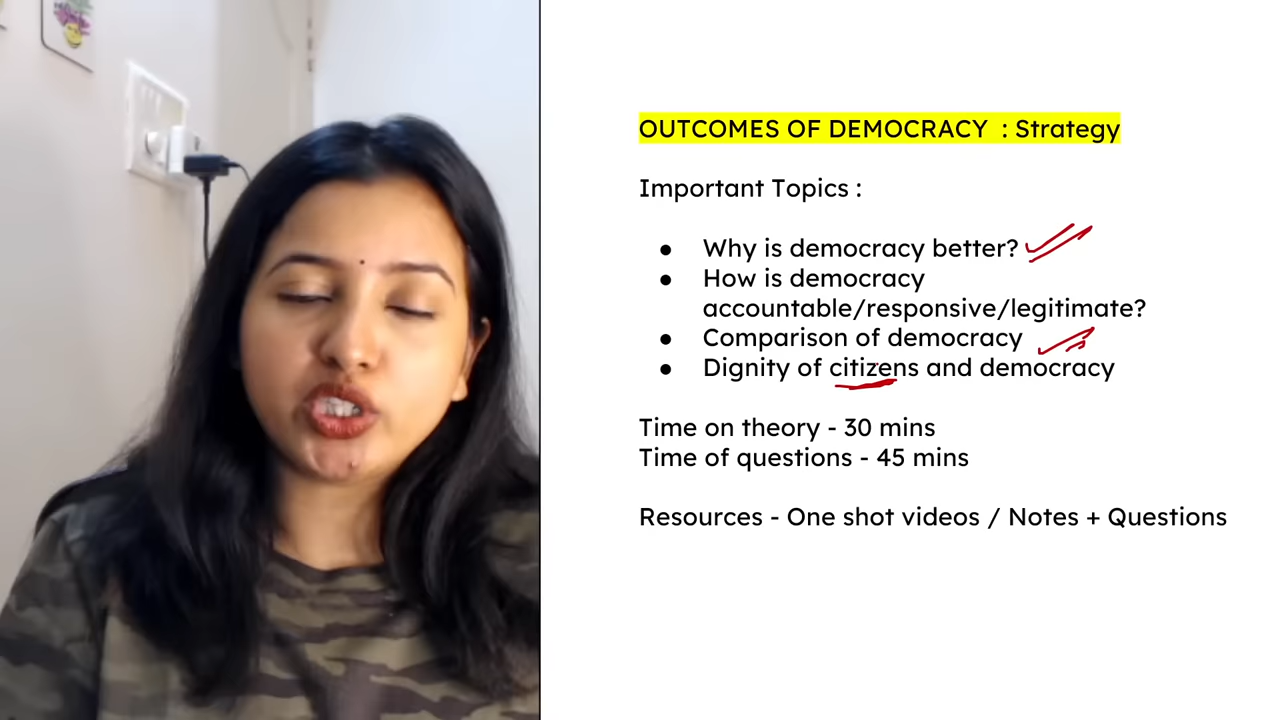 OUTCOMES OF DEMOCRACY : Strategy
Important Topics :
● Why is democracy better?
● How is democracy
accountable/responsive/legitimate?
● Comparison of democracy
● Dignity of citizens and democracy
Time on theory - 30 mins
Time of questions - 45 mins
Resources - One shot videos / Notes + Questions